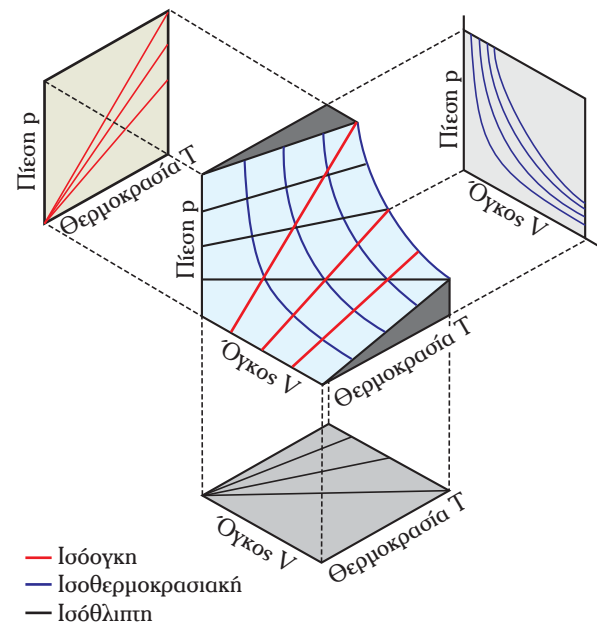 Πίεση p
Θερμοκρασία T
Πίεση p
Όγκος V
Πίεση p
Όγκος V
Θερμοκρασία T
Όγκος V
Θερμοκρασία T
Ισόογκη
Ισοθερμοκρασιακή
Ισόθλιπτη